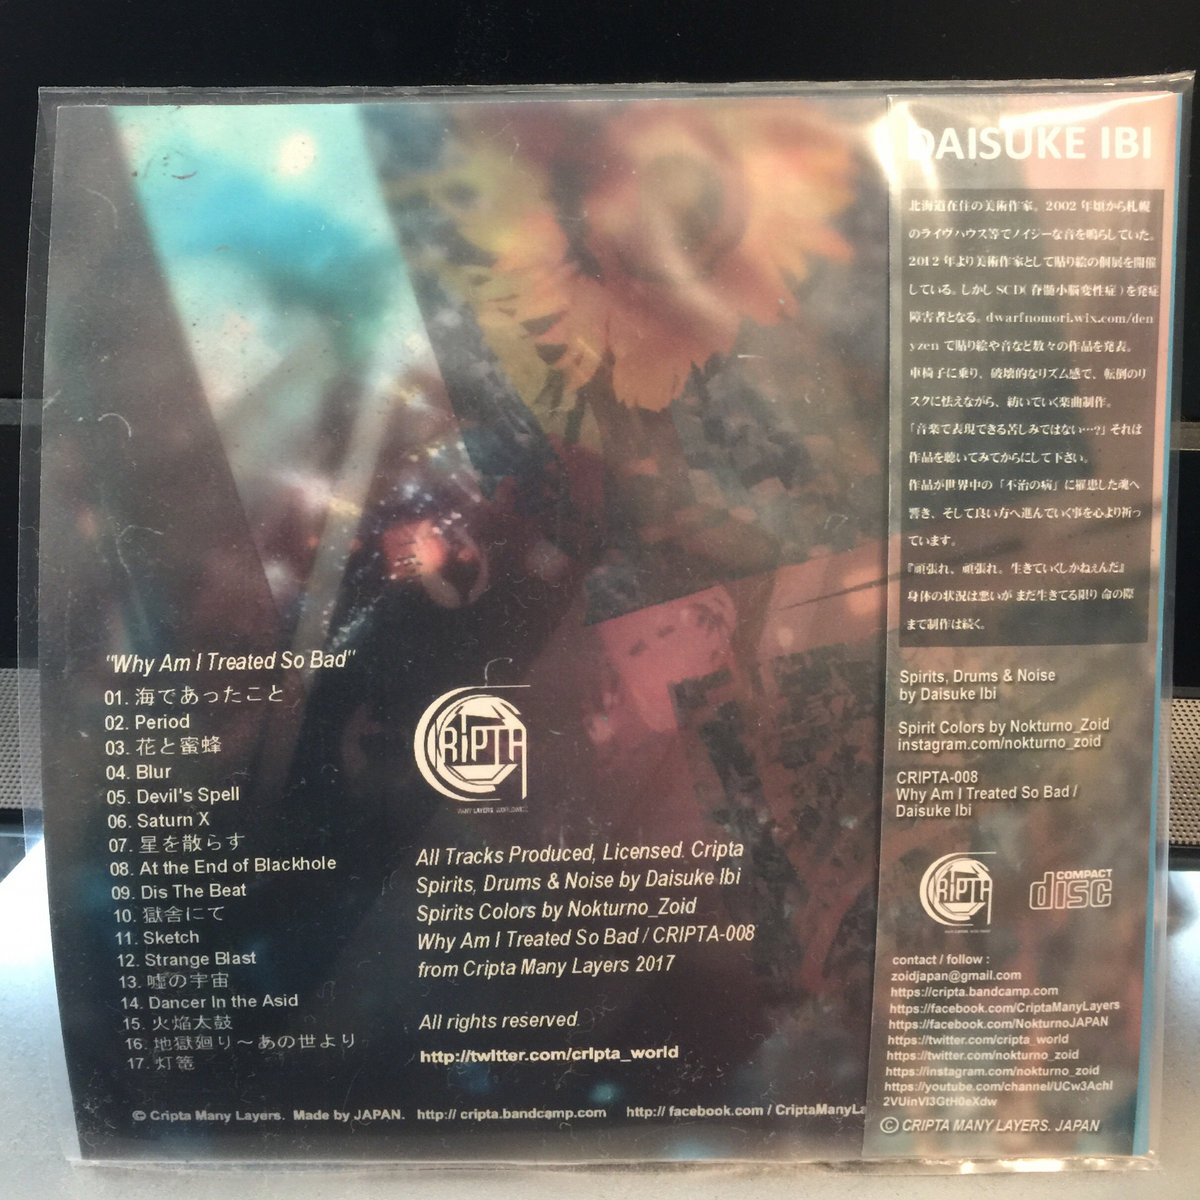 "Why Am I Treated So Bad"
01. 海であったこと
02. Period
03. 花と蜜蜂
04. Blur
05. Devil's Spell
06. Saturn X
07. 星を散らす
08. At the End of Blackhole
09. Dis The Beat
10. 獄舎にて
11. Sketch
12. Strange Blast
13. 嘘の宇宙
14. Dancer In the Asid
15. 火焔太鼓
16. 地獄廻り～あの世より
17. 灯篭
CRIPTA
MANY LAYERS WORLDWIDE
All Tracks Produced, Licensed. Cripta
Spirits, Drums & Noise by Daisuke Ibi
Spirits Colors by Nokturno_Zoid
Why Am I Treated So Bad / CRIPTA-008
from Cripta Many Layers 2017
All rights reserved.
http://twitter.com/cripta_world
© Cripta Many Layers. Made by JAPAN. http:// cripta.bandcamp.com http:// facebook.com / CriptaManyLa
DAISUKE IBI
北海道在住の美術作家。2002 年頃から札幌
のライヴハウス等でノイジーな音を鳴らしていた。
2012 年より美術作家として貼り絵の個展を開催
している。しかし SCD( 脊髄小脳変性症 ) を発症
障害者となる。dwarfnomori.wix.com/den
yzen で貼り絵や音など数々の作品を発表。
車椅子に乗り、破壊的なリズム感で、転倒のリ
スクに怯えながら、紡いでいく楽曲制作。
「音楽で表現できる苦しみではない…?」それは
作品を聴いてみてからにして下さい。
作品が世界中の「不治の病」に罹患した魂へ
響き、そして良い方へ進んでいく事を心より祈っ
ています。
『頑張れ、頑張れ。生きていくしかねぇんだ』
身体の状況は悪いが まだ生きてる限り 命の際
まで制作は続く。
Spirits, Drums & Noise
by Daisuke Ibi
Spirit Colors by Nokturno_Zoid
instagram.com/nokturno_zoid
CRIPTA-008
Why Am I Treated So Bad /
Daisuke Ibi
CRIPTA
COMPACT
disc
contact / follow :
zoidjapan@gmail.com
https://cripta.bandcamp.com
https://facebook.com/CriptaManyLayers
https://facebook.com/NokturnoJAPAN
https://twitter.com/cripta_world
https://twitter.com/nokturno_zoid
https://instagram.com/nokturno_zoid
https://youtube.com/channel/UCw3AchI
2VUinVI3GtH0eXdw
© CRIPTA MANY LAYERS. JAPAN